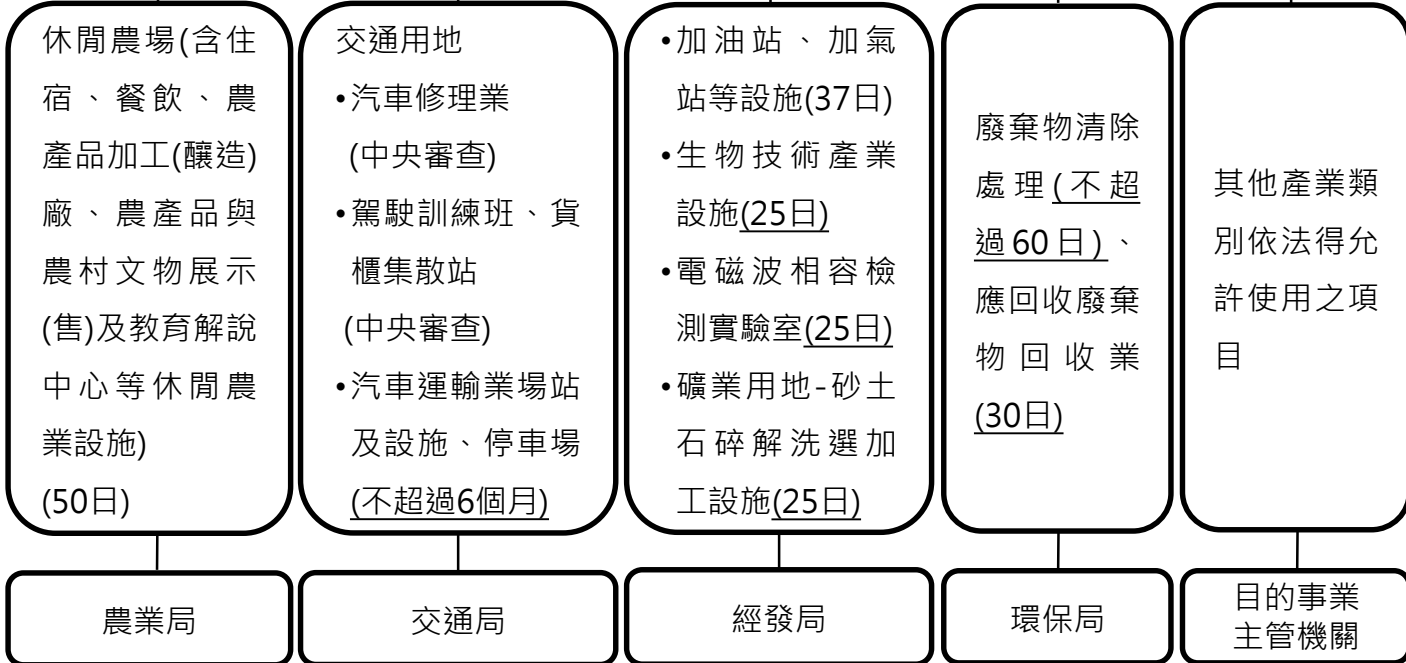 休閒農場(含住
宿、餐飲、農
產品加工(釀造)
廠、農產品與
農村文物展示
(售)及教育解說
中心等休閒農
業設施)
(50日)
交通用地
•汽車修理業
(中央審查)
•駕駛訓練班、貨
櫃集散站
(中央審查)
•汽車運輸業場站
及設施、停車場
(不超過6個月)
•加油站、加氣
站等設施(37日)
•生物技術產業
設施(25日)
•電磁波相容檢
測實驗室(25日)
•礦業用地-砂土
石碎解洗選加
工設施(25日)
廢棄物清除
處理(不超
過60日)、
應回收廢棄
物回收業
(30日)
其他產業類
別依法得允
許使用之項
目
農業局
交通局
經發局
環保局
目的事業
主管機關